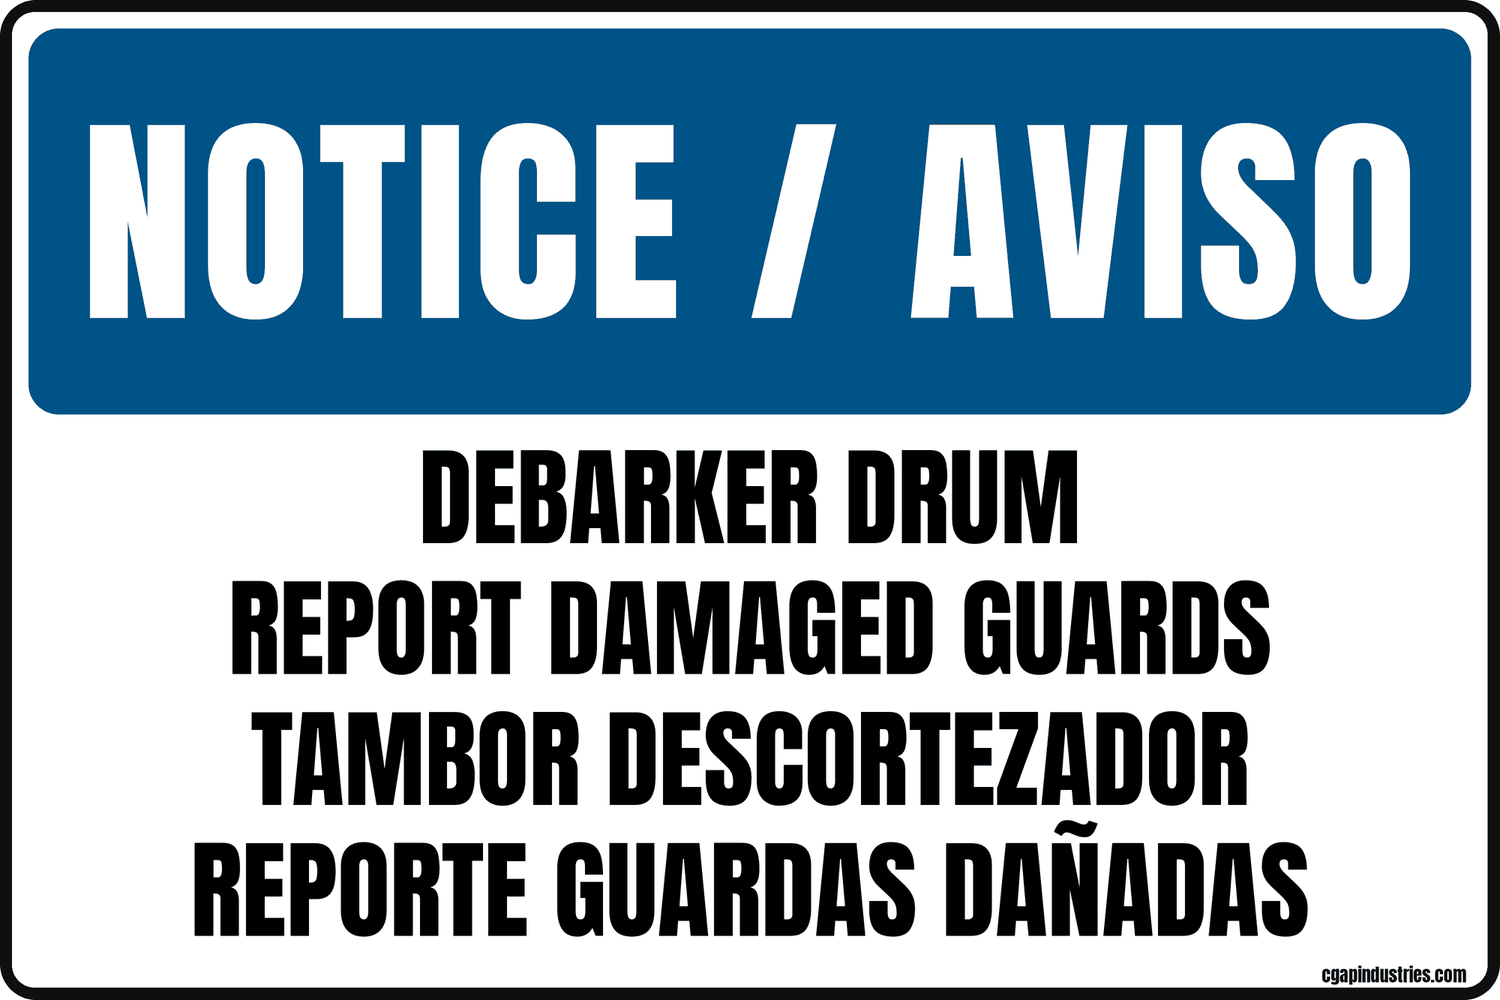 NOTICE / AVISO
DEBARKER DRUM
REPORT DAMAGED GUARDS
TAMBOR DESCORTEZADOR
REPORTE GUARDAS DAÑADAS
cgapindustries.com